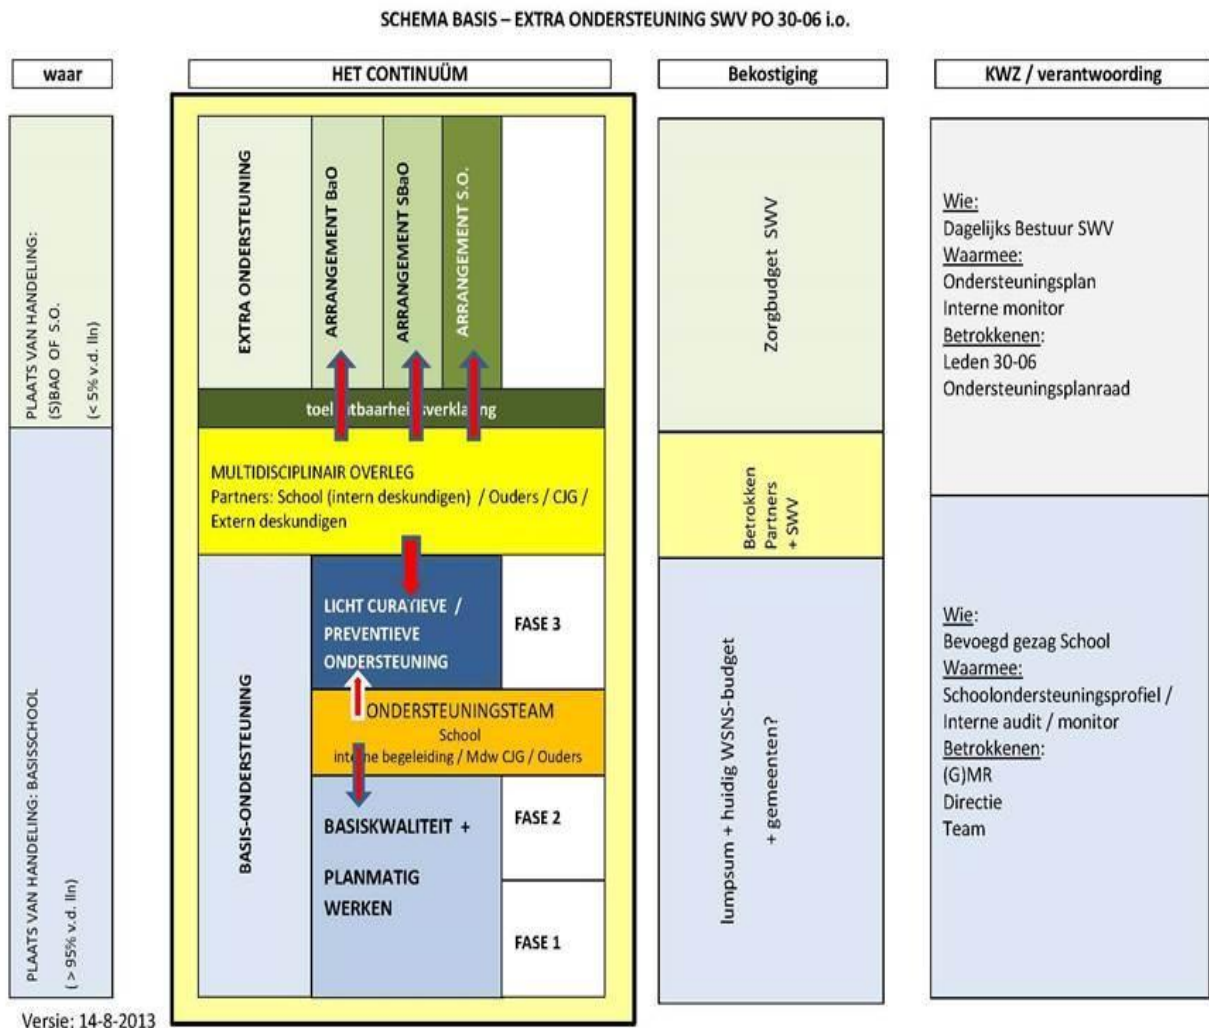 SCHEMA BASIS – EXTRA ONDERSTEUNING SWV PO 30-06 i.o.
waar
HET CONTINUÜM
Bekostiging
KWZ / verantwoording
PLAATS VAN HANDELING:
(S)BAO OF S.O.
(< 5% v.d. lln)
PLAATS VAN HANDELING: BASISSCHOOL
( > 95% v.d. lln)
EXTRA ONDERSTEUNING
ARRANGEMENT BaO
ARRANGEMENT SBaO
ARRANGEMENT S.O.
toelaatbaarheidsverklaring
MULTIDISCIPLINAIR OVERLEG
Partners: School (intern deskundigen) / Ouders / CJG /
Extern deskundigen
BASIS-ONDERSTEUNING
LICHT CURATIEVE /
PREVENTIEVE
ONDERSTEUNING
FASE 3
ONDERSTEUNINGSTEAM
School
interne begeleiding / Mdw CJG / Ouders
BASISKWALITEIT +
PLANMATIG
WERKEN
FASE 2
FASE 1
Zorgbudget SWV
Betrokken
Partners
+ SWV
lumpsum + huidig WSNS-budget
+ gemeenten?
Wie:
Dagelijks Bestuur SWV
Waarmee:
Ondersteuningsplan
Interne monitor
Betrokkenen:
Leden 30-06
Ondersteuningsplanraad
Wie:
Bevoegd gezag School
Waarmee:
Schoolondersteuningsprofiel /
Interne audit / monitor
Betrokkenen:
(G)MR
Directie
Team
Versie: 14-8-2013